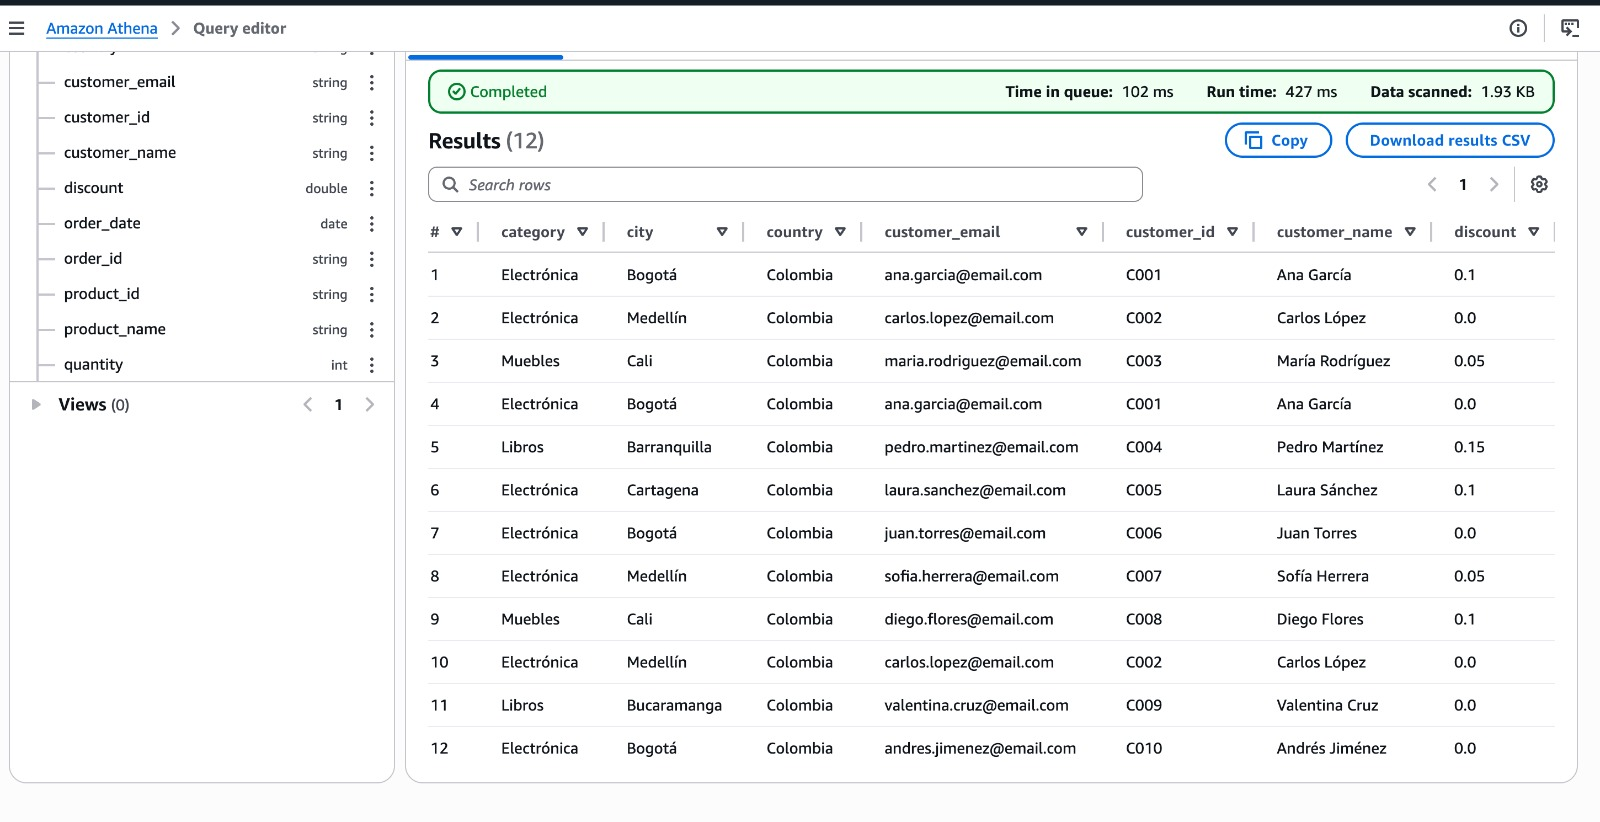 Amazon Athena > Query editor
customer_email string
customer_id string
customer_name string
discount double
order_date date
order_id string
product_id string
product_name string
quantity int
Views (0) 1
Completed Time in queue: 102 ms Run time: 427 ms Data scanned: 1.93 KB
Results (12) Copy Download results CSV
Search rows 1
# category city country customer_email customer_id customer_name discount
1 Electrónica Bogotá Colombia ana.garcia@email.com C001 Ana García 0.1
2 Electrónica Medellín Colombia carlos.lopez@email.com C002 Carlos López 0.0
3 Muebles Cali Colombia maria.rodriguez@email.com C003 María Rodríguez 0.05
4 Electrónica Bogotá Colombia ana.garcia@email.com C001 Ana García 0.0
5 Libros Barranquilla Colombia pedro.martinez@email.com C004 Pedro Martínez 0.15
6 Electrónica Cartagena Colombia laura.sanchez@email.com C005 Laura Sánchez 0.1
7 Electrónica Bogotá Colombia juan.torres@email.com C006 Juan Torres 0.0
8 Electrónica Medellín Colombia sofia.herrera@email.com C007 Sofía Herrera 0.05
9 Muebles Cali Colombia diego.flores@email.com C008 Diego Flores 0.1
10 Electrónica Medellín Colombia carlos.lopez@email.com C002 Carlos López 0.0
11 Libros Bucaramanga Colombia valentina.cruz@email.com C009 Valentina Cruz 0.0
12 Electrónica Bogotá Colombia andres.jimenez@email.com C010 Andrés Jiménez 0.0